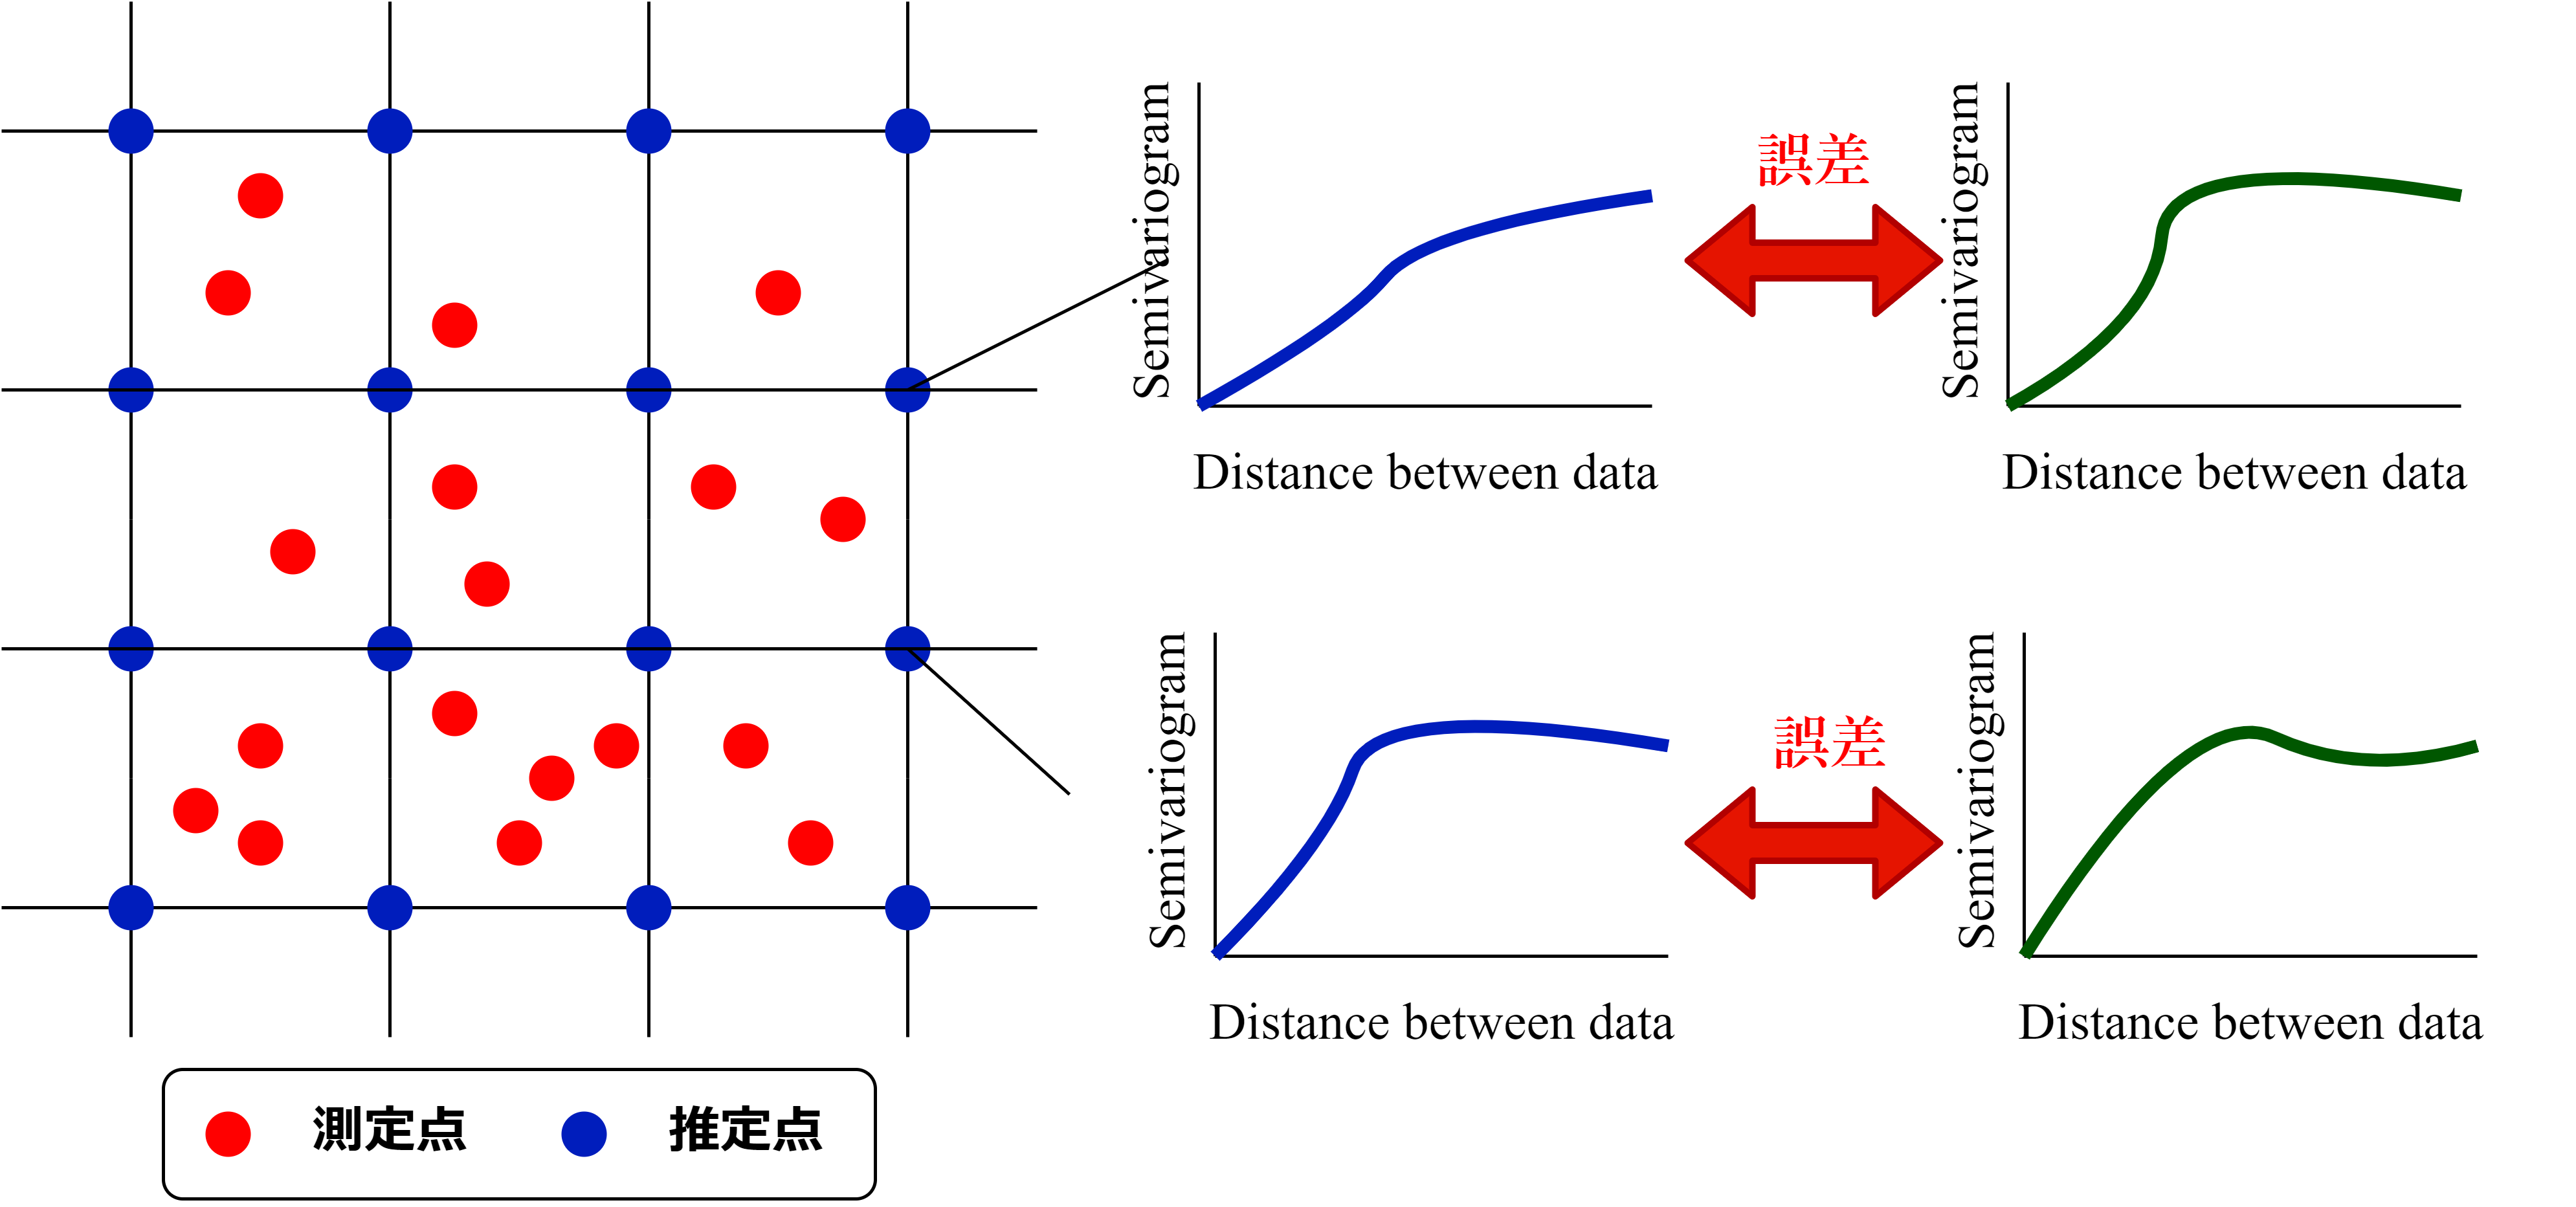 Semivariogram
Distance between data
誤差
Semivariogram
Distance between data
Semivariogram
Distance between data
誤差
Semivariogram
Distance between data
測定点
推定点